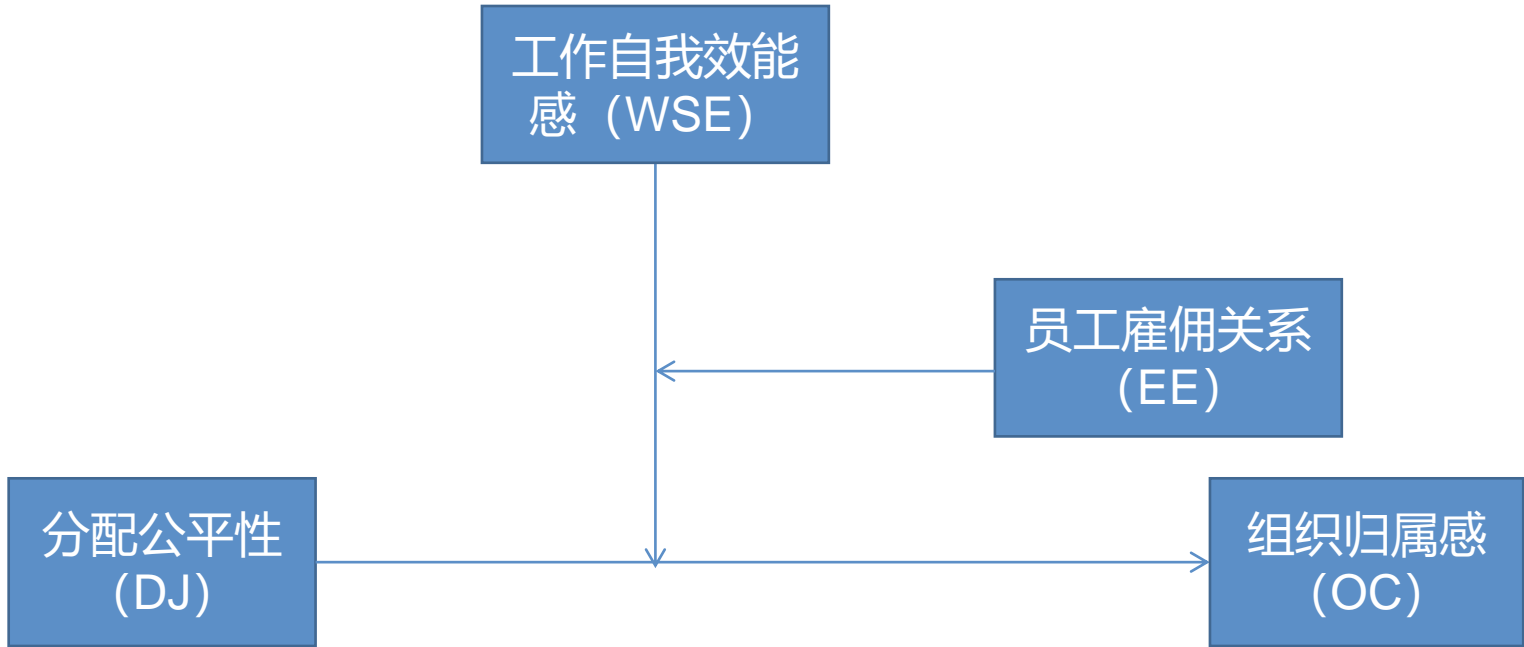 工作自我效能
感（WSE）
员工雇佣关系
（EE）
分配公平性
（DJ）
组织归属感
（OC）